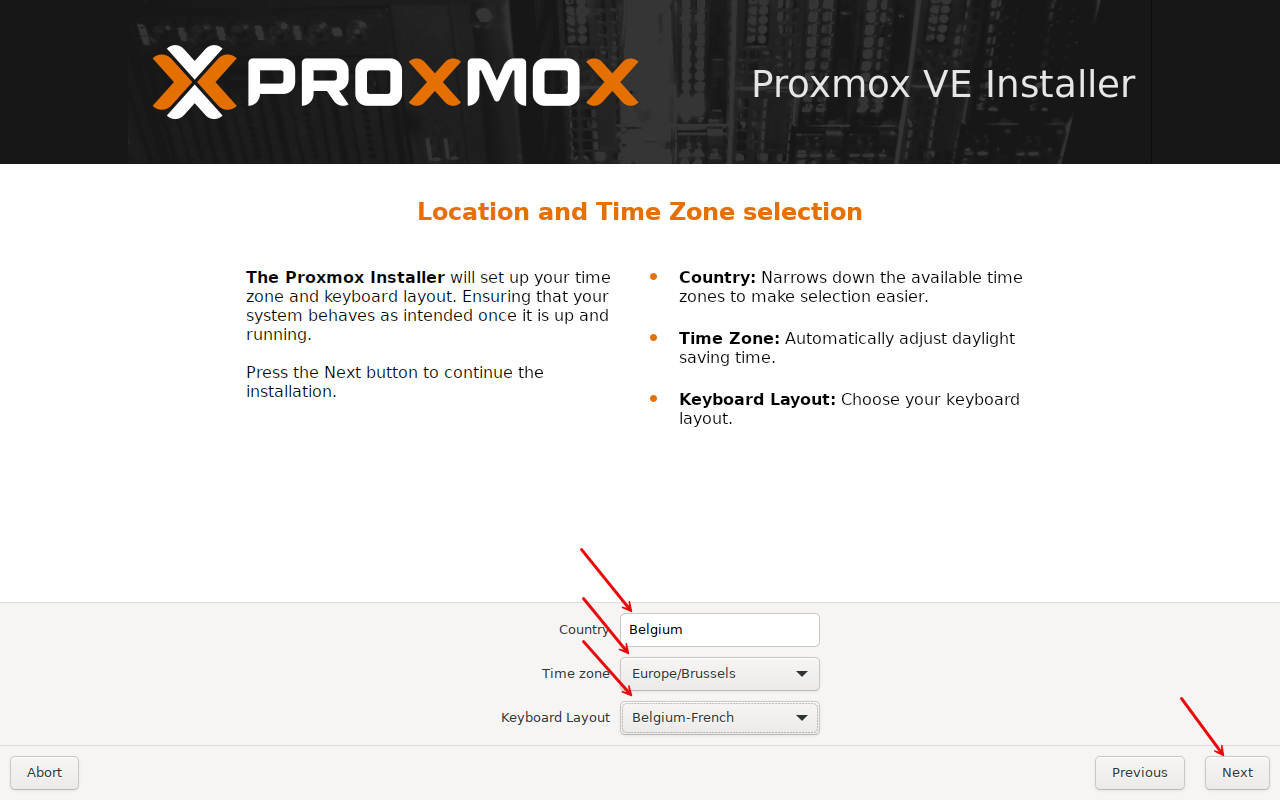 PROXMOX
Proxmox VE Installer
Location and Time Zone selection
The Proxmox Installer will set up your time
zone and keyboard layout. Ensuring that your
system behaves as intended once it is up and
running.
Press the Next button to continue the
installation.
Country: Narrows down the available time
zones to make selection easier.
Time Zone: Automatically adjust daylight
saving time.
Keyboard Layout: Choose your keyboard
layout.
Country Belgium
Time zone Europe/Brussels
Keyboard Layout Belgium-French
Abort Previous Next